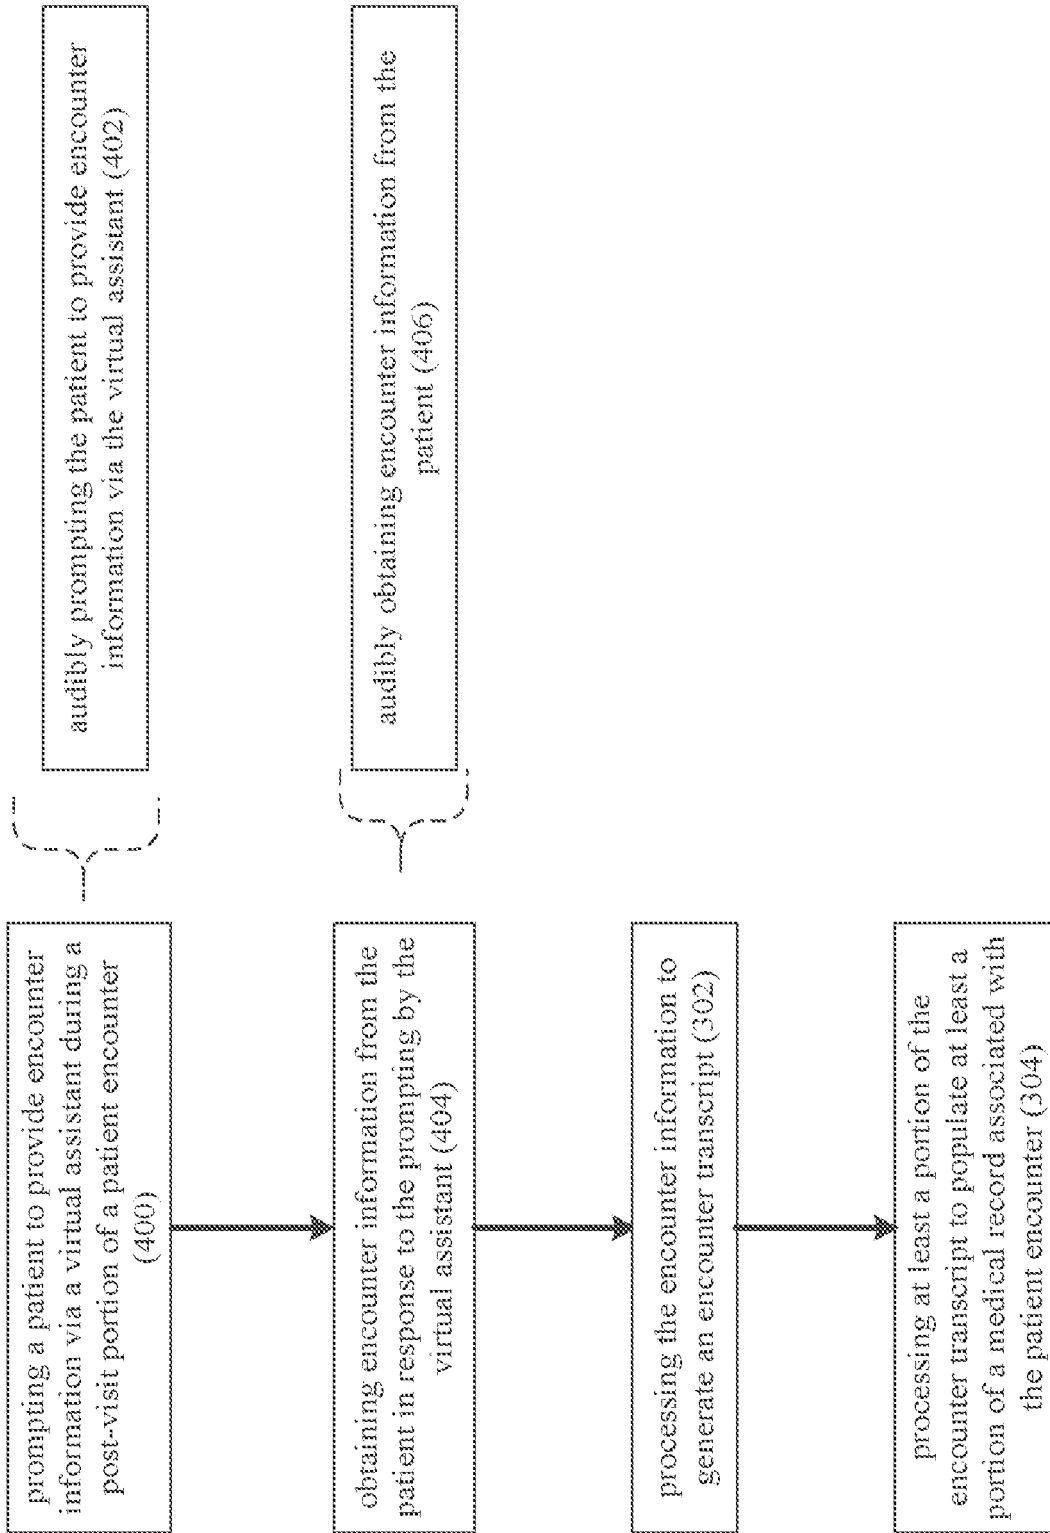 prompting a patient to provide encounter
information via a virtual assistant during a
post-visit portion of a patient encounter
(400)
audibly prompting the patient to provide encounter
information via the virtual assistant (402)
obtaining encounter information from the
patient in response to the prompting by the
virtual assistant (404)
audibly obtaining encounter information from the
patient (406)
processing the encounter information to
generate an encounter transcript (302)
processing at least a portion of the
encounter transcript to populate at least a
portion of a medical record associated with
the patient encounter (304)